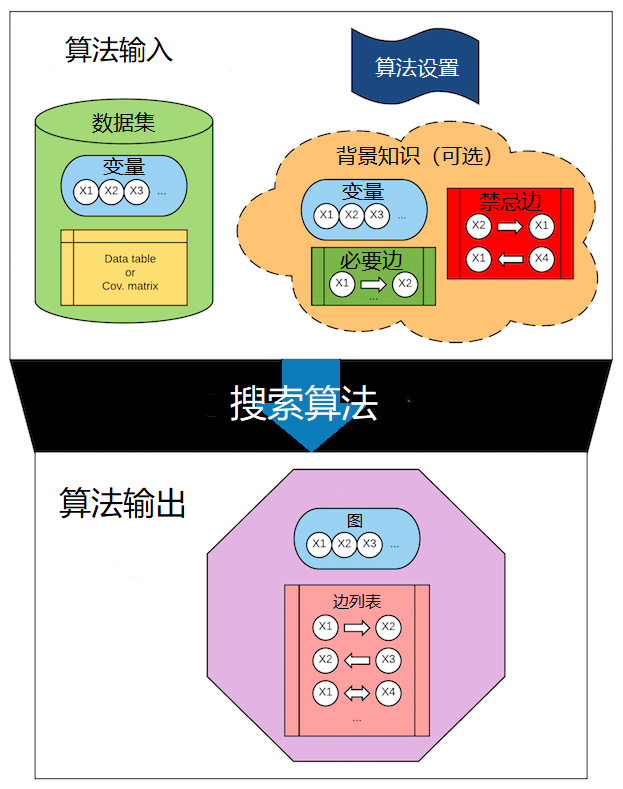 算法输入
算法设置
数据集
变量
X1 X2 X3 ...
Data table
or
Cov. matrix
背景知识（可选）
变量
X1 X2 X3 ...
必要边
X1 X2
...
禁忌边
X2 X1
X1 X4
搜索算法
算法输出
图
X1 X2 X3 ...
边列表
X1 X2
X2 X3
X1 X4
...